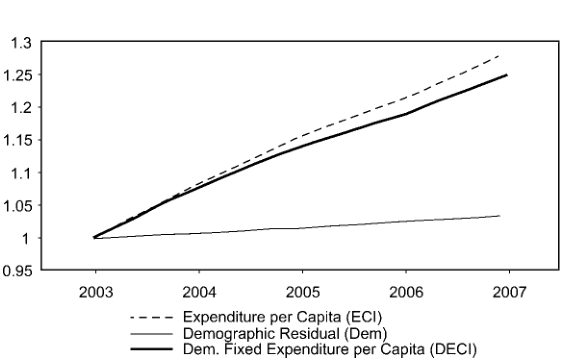 1.3
1.25
1.2
1.15
1.1
1.05
1
0.95
2003 2004 2005 2006 2007
Expenditure per Capita (ECI)
Demographic Residual (Dem)
Dem. Fixed Expenditure per Capita (DECI)